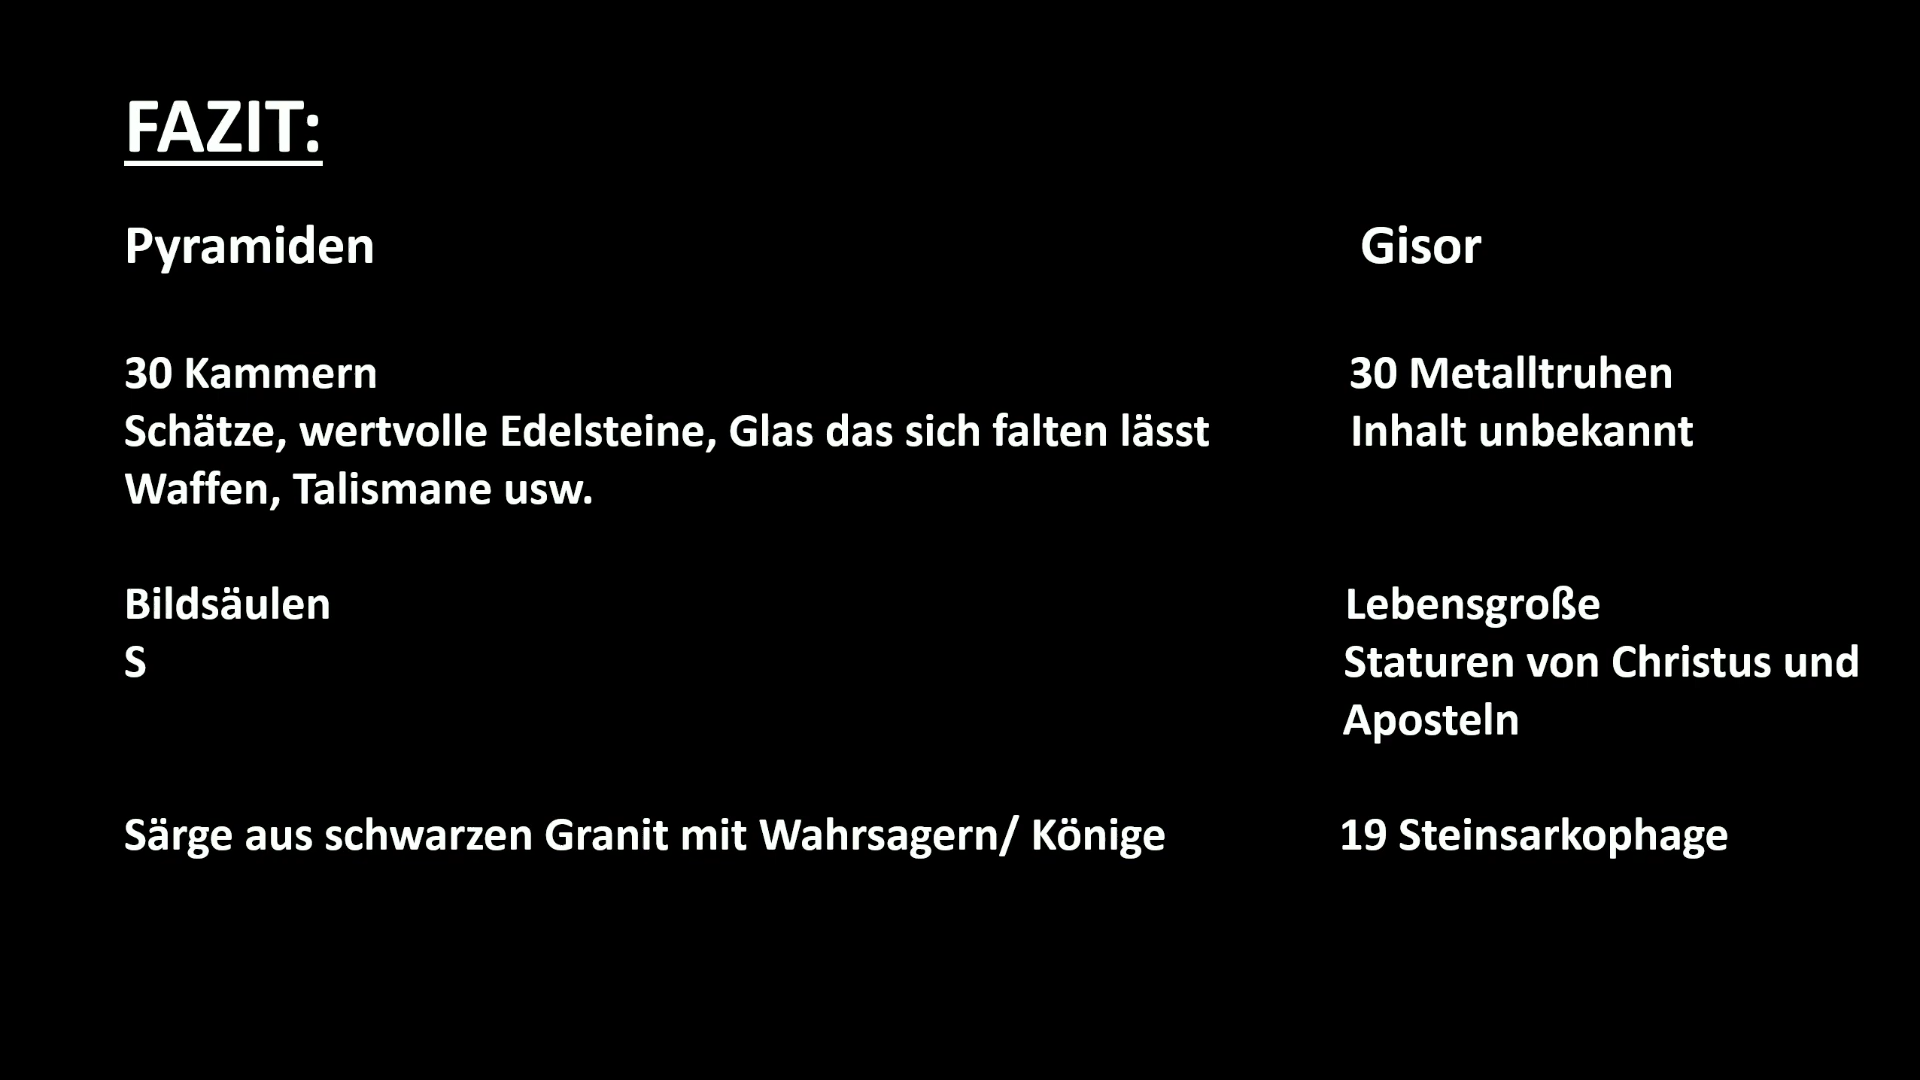 FAZIT:
Pyramiden Gisor
30 Kammern 30 Metalltruhen
Schätze, wertvolle Edelsteine, Glas das sich falten lässt Inhalt unbekannt
Waffen, Talismane usw.
Bildsäulen Lebensgroße
S Staturen von Christus und
Aposteln
Särge aus schwarzen Granit mit Wahrsagern/ Könige 19 Steinsarkophage